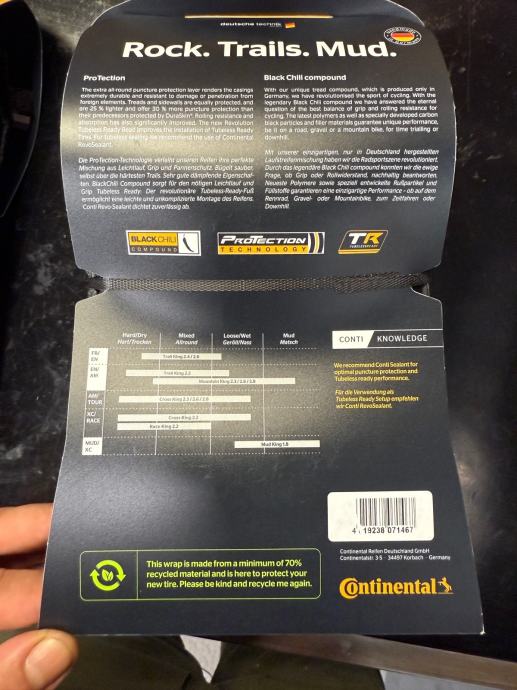 deutsche technik
Rock. Trails. Mud.
ProTection
The extra all-round puncture protection layer renders the casings
extremely durable and resistant to damage or penetration from
foreign elements. Treads and sidewalls are equally protected, and
are 25 % lighter and offer 30 % more puncture protection than
their predecessors protected by DuraSkin®. Rolling resistance and
absorption has also significantly improved. The new Revolution
Tubeless Ready Bead improves the installation of Tubeless Ready
Tires. For tubeless sealing we recommend the use of Continental
RevoSealant.
Die ProTection-Technologie verleiht unseren Reifen ihre perfekte
Mischung aus Leichtlauf, Grip und Pannenschutz. Bügelt sauber,
selbst über die härtesten Trails. Sehr gute dämpfende Eigenschaf-
ten. BlackChili Compound sorgt für den nötigen Leichtlauf und
Grip Tubeless Ready. Der revolutionäre Tubeless-Ready-Fuß
ermöglicht eine leichte und unkomplizierte Montage des Reifens.
Conti RevoSealant dichtet zuverlässig ab.
Black Chili compound
With our unique tread compound, which is produced only in
Germany, we have revolutionised the sport of cycling. With the
legendary Black Chili compound we have answered the eternal
question of the best balance of grip and rolling resistance for
cycling. The latest polymers as well as specially developed carbon
black particles and filler materials guarantee unique performance,
be it on a road, gravel or a mountain bike, for time trialling or
downhill.
Mit unserer einzigartigen, nur in Deutschland hergestellten
Laufstreifenmischung haben wir die Radsportszene revolutioniert.
Durch das legendäre Black Chili Compound konnten wir die ewige
Frage, ob Grip oder Rollwiderstand, nachhaltig beantworten.
Neueste Polymere sowie speziell entwickelte Rußpartikel und
Füllstoffe garantieren eine einzigartige Performance - ob auf dem
Rennrad, Gravel- oder Mountainbike, zum Zeitfahren oder
Downhill.
BLACKCHILI
COMPOUND
PROTECTION
TECHNOLOGY
TR
TUBELESS READY
Hard/Dry
Hart/Trocken
Mixed
Allround
Loose/Wet
Geröll/Nass
Mud
Matsch
FR/
EN
Trail King 2.4 / 2.6
EN/
AM
Trail King 2.2
Mountain King 2.3 / 2.6 / 2.8
AM/
TOUR
Cross King 2.3 / 2.6 / 2.8
XC/
RACE
Cross King 2.2
Race King 2.2
MUD/
XC
Mud King 1.8
CONTI KNOWLEDGE
We recommend Conti Sealant for
optimal puncture protection and
Tubeless ready performance.
Für die Verwendung als
Tubeless Ready Setup empfehlen
wir Conti RevoSealant.
4 19238 071467
Continental Reifen Deutschland GmbH
Continentalstr. 3-5 · 34497 Korbach · Germany
This wrap is made from a minimum of 70%
recycled material and is here to protect your
new tire. Please be kind and recycle me again.
Continental